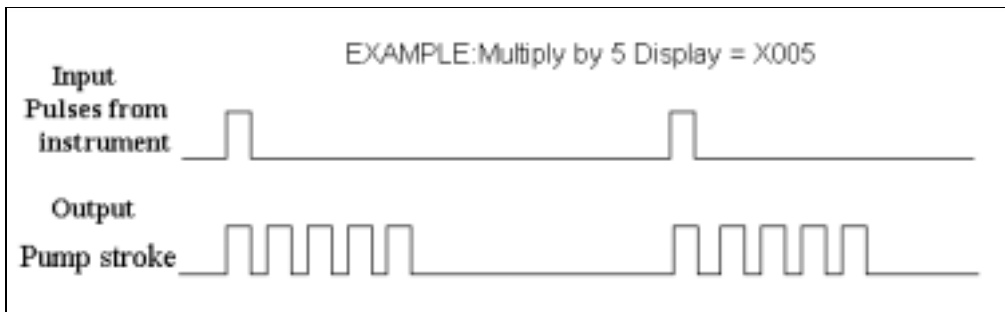 EXAMPLE:Multiply by 5 Display = X005
Input
Pulses from
instrument
Output
Pump stroke